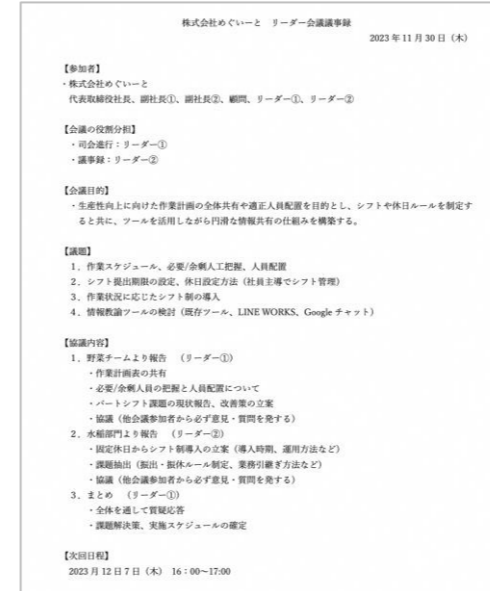 株式会社めぐぃーと　リーダー会議議事録
2023年11月30日（木）
【参加者】
・株式会社めぐぃーと
代表取締役社長、副社長①、副社長②、顧問、リーダー①、リーダー②
【会議の役割分担】
・司会進行：リーダー①
・議事録：リーダー②
【会議目的】
・生産性向上に向けた作業計画の全体共有や適正人員配置を目的とし、シフトや休日ルールを制定す
ると共に、ツールを活用しながら円滑な情報共有の仕組みを構築する。
【議題】
１．作業スケジュール、必要/余剰人工把握、人員配置
２．シフト提出期限の設定、休日設定方法（社員主導でシフト管理）
３．作業状況に応じたシフト制の導入
４．情報教諭ツールの検討（既存ツール、LINE WORKS、Google チャット）
【協議内容】
１．野菜チームより報告　（リーダー①）
・作業計画表の共有
・必要/余剰人員の把握と人員配置について
・パートシフト課題の現状報告、改善策の立案
・協議（他会議参加者から必ず意見・質問を発する）
２．水稲部門より報告　（リーダー②）
・固定休日からシフト制導入の立案（導入時期、運用方法など）
・課題抽出（振出・振休ルール制定、業務引継ぎ方法など）
・協議（他会議参加者から必ず意見・質問を発する）
３．まとめ　（リーダー①）
・全体を通して質疑応答
・課題解決策、実施スケジュールの確定
【次回日程】
2023年12月7日（木）　16：00～17:00